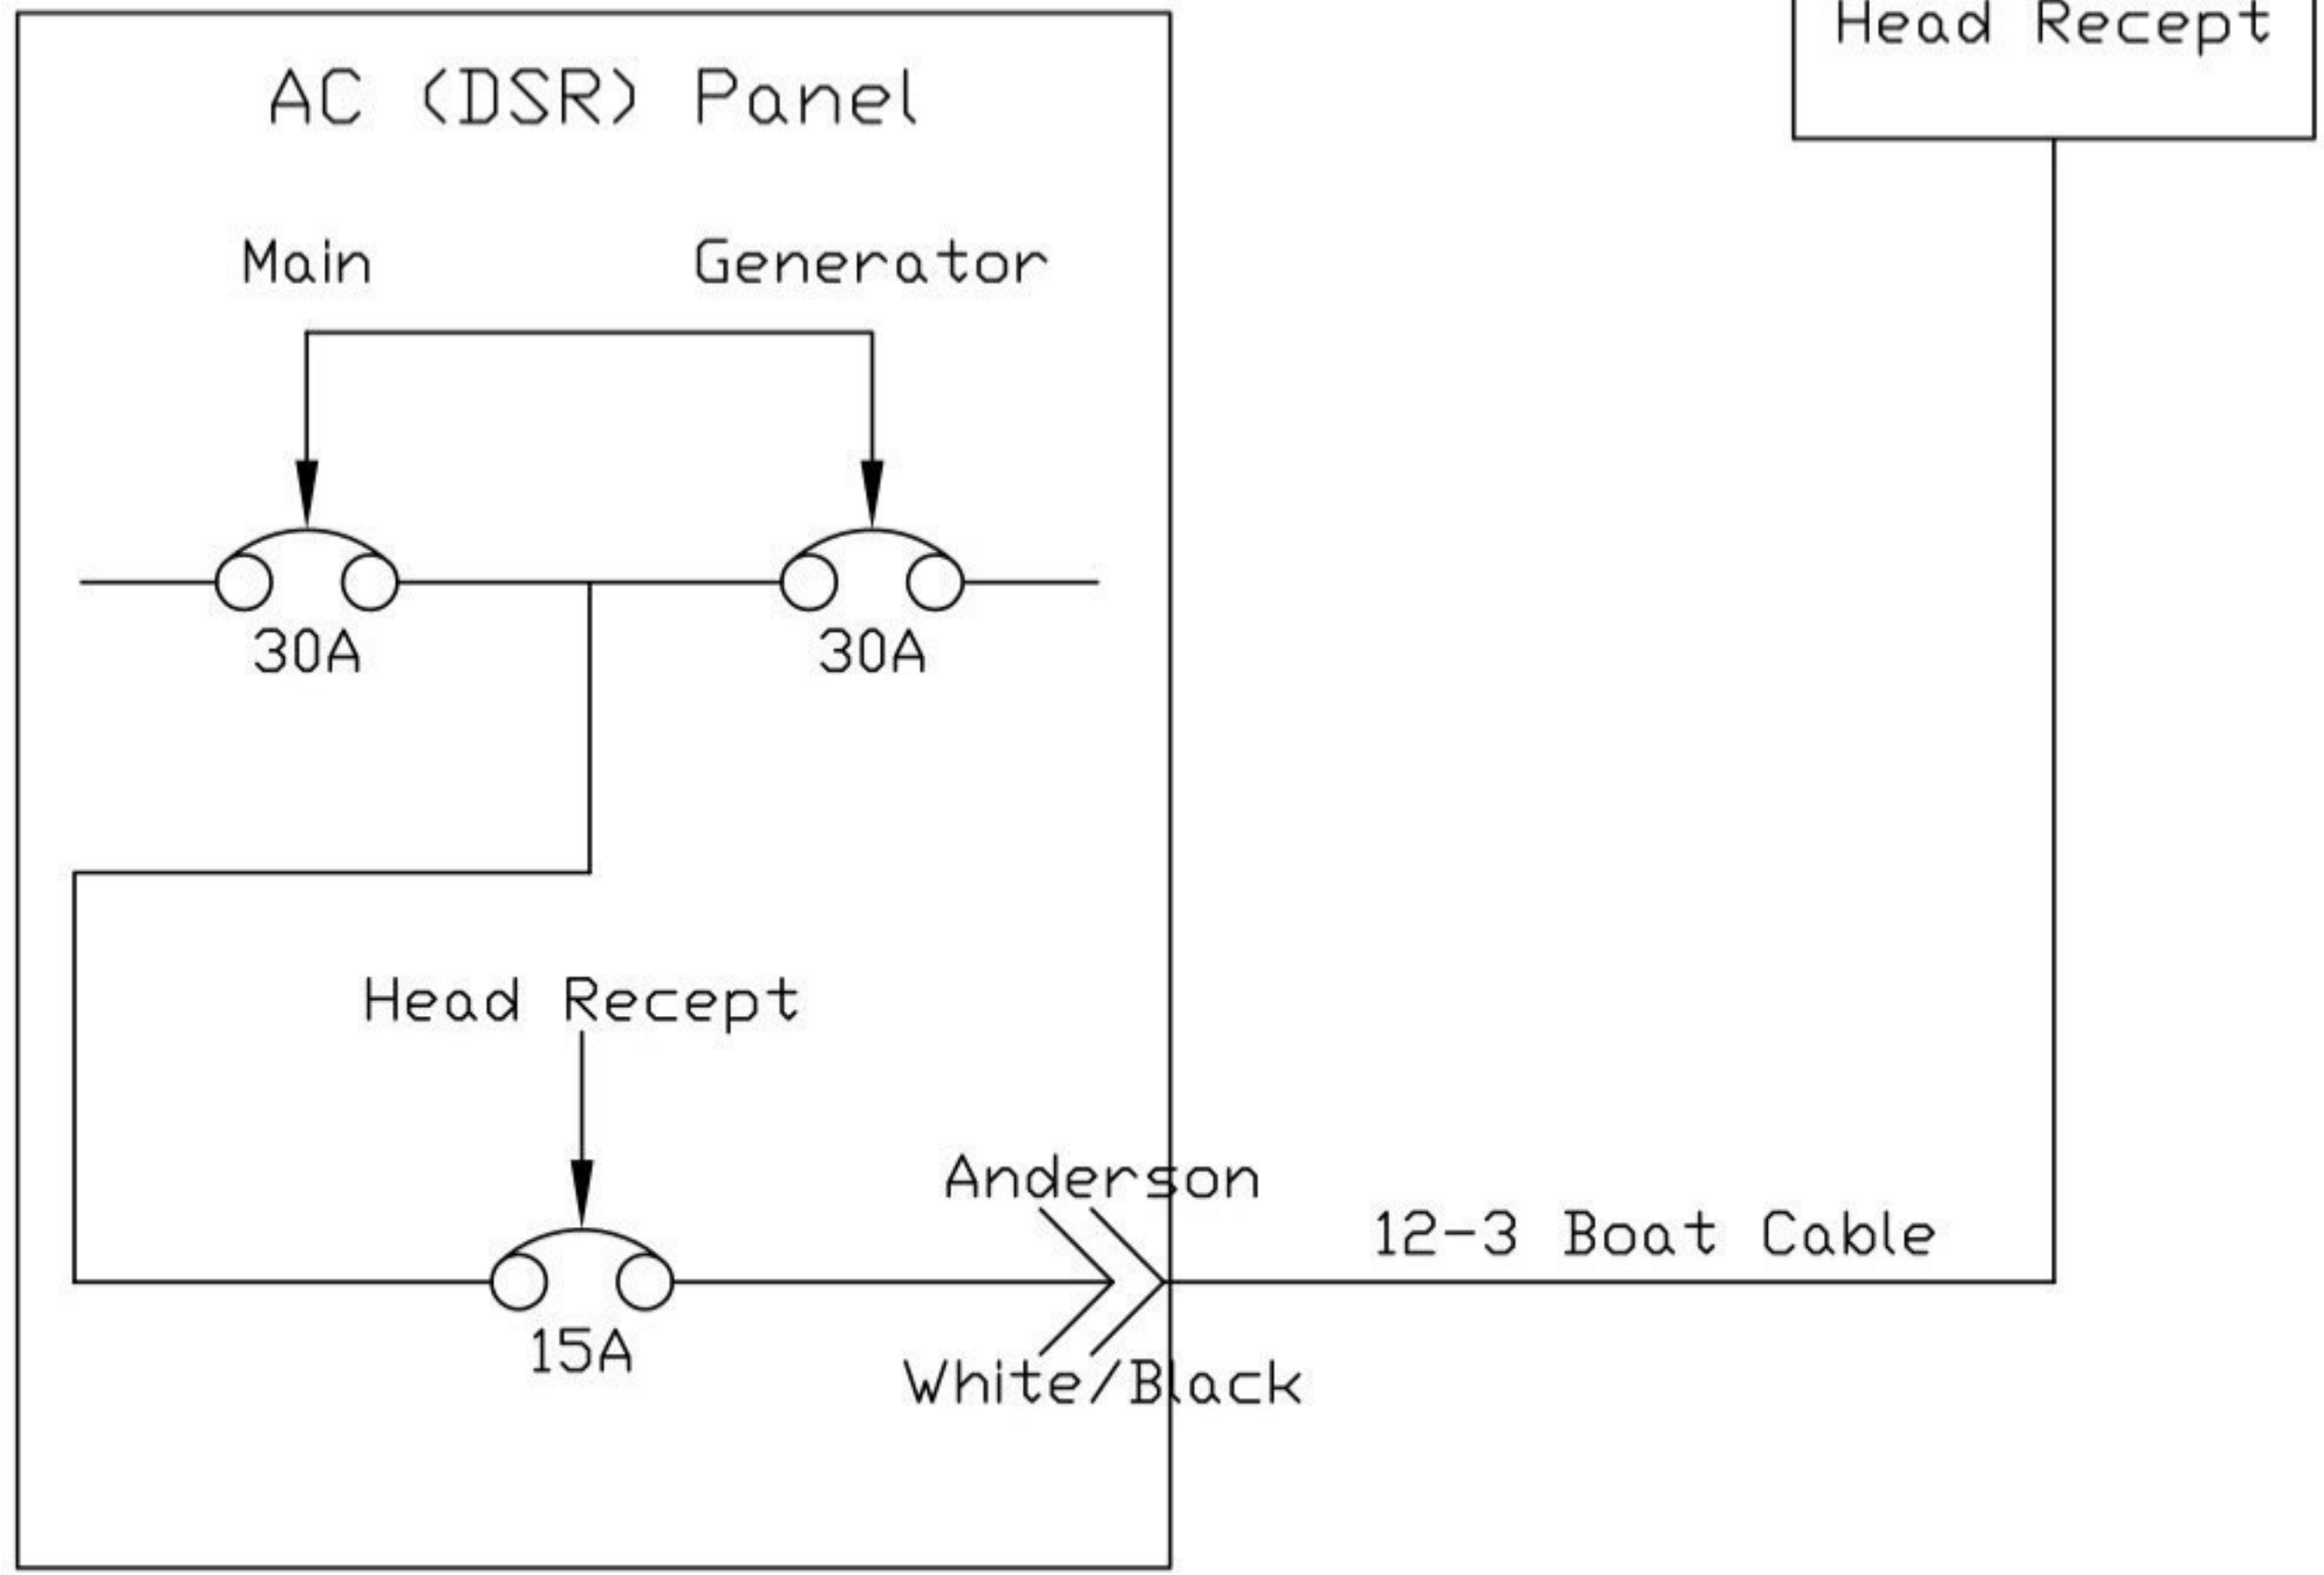 Head Recept
AC (DSR) Panel
Main
Generator
30A
30A
Head Recept
15A
Anderson
White/Black
12-3 Boat Cable